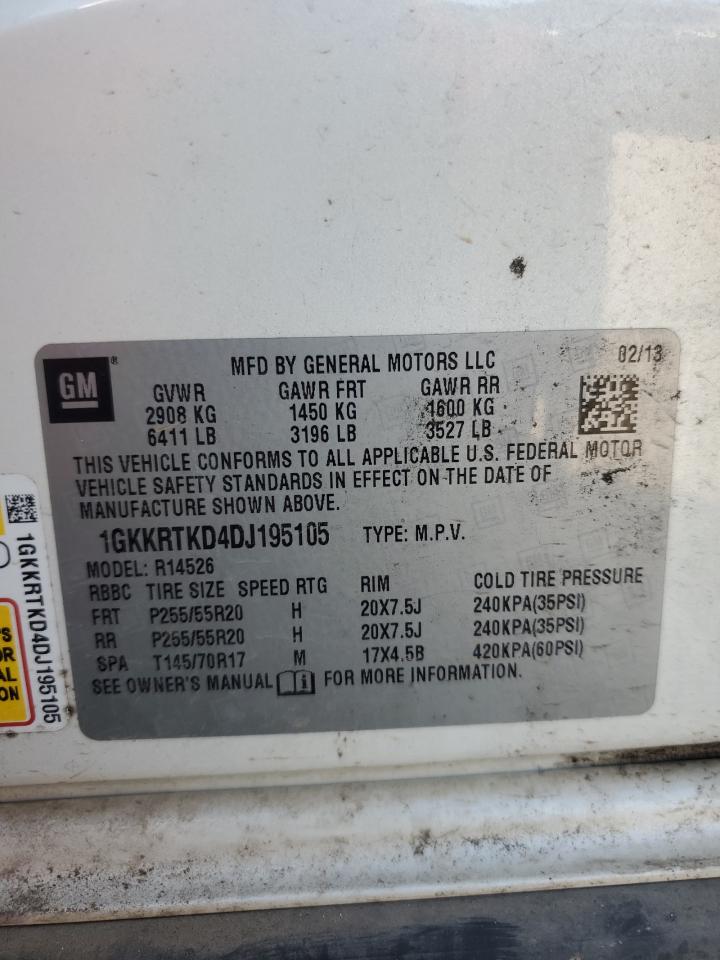 GM®
MFD BY GENERAL MOTORS LLC 02/13
GVWR GAWR FRT GAWR RR
2908 KG 1450 KG 1600 KG
6411 LB 3196 LB 3527 LB
THIS VEHICLE CONFORMS TO ALL APPLICABLE U.S. FEDERAL MOTOR
VEHICLE SAFETY STANDARDS IN EFFECT ON THE DATE OF
MANUFACTURE SHOWN ABOVE.
1GKKRTKD4DJ195105 TYPE: M.P.V.
MODEL: R14526
RBBC TIRE SIZE SPEED RTG RIM COLD TIRE PRESSURE
FRT P255/55R20 H 20X7.5J 240KPA(35PSI)
RR P255/55R20 H 20X7.5J 240KPA(35PSI)
SPA T145/70R17 M 17X4.5B 420KPA(60PSI)
SEE OWNER'S MANUAL FOR MORE INFORMATION.
1GKKRTKD4DJ195105
'S
OR
AL
ON